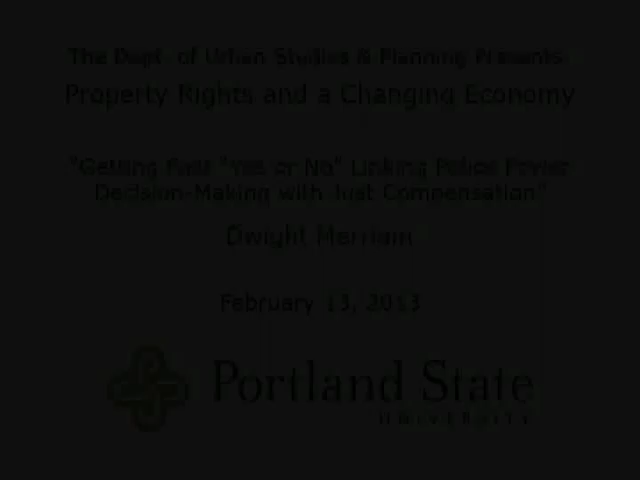 The Dept. of Urban Studies & Planning Presents:
Property Rights and a Changing Economy
"Getting Past "Yes or No" Linking Police Power
Decision-Making with Just Compensation"
Dwight Merriam
February 13, 2013
Portland State
UNIVERSITY